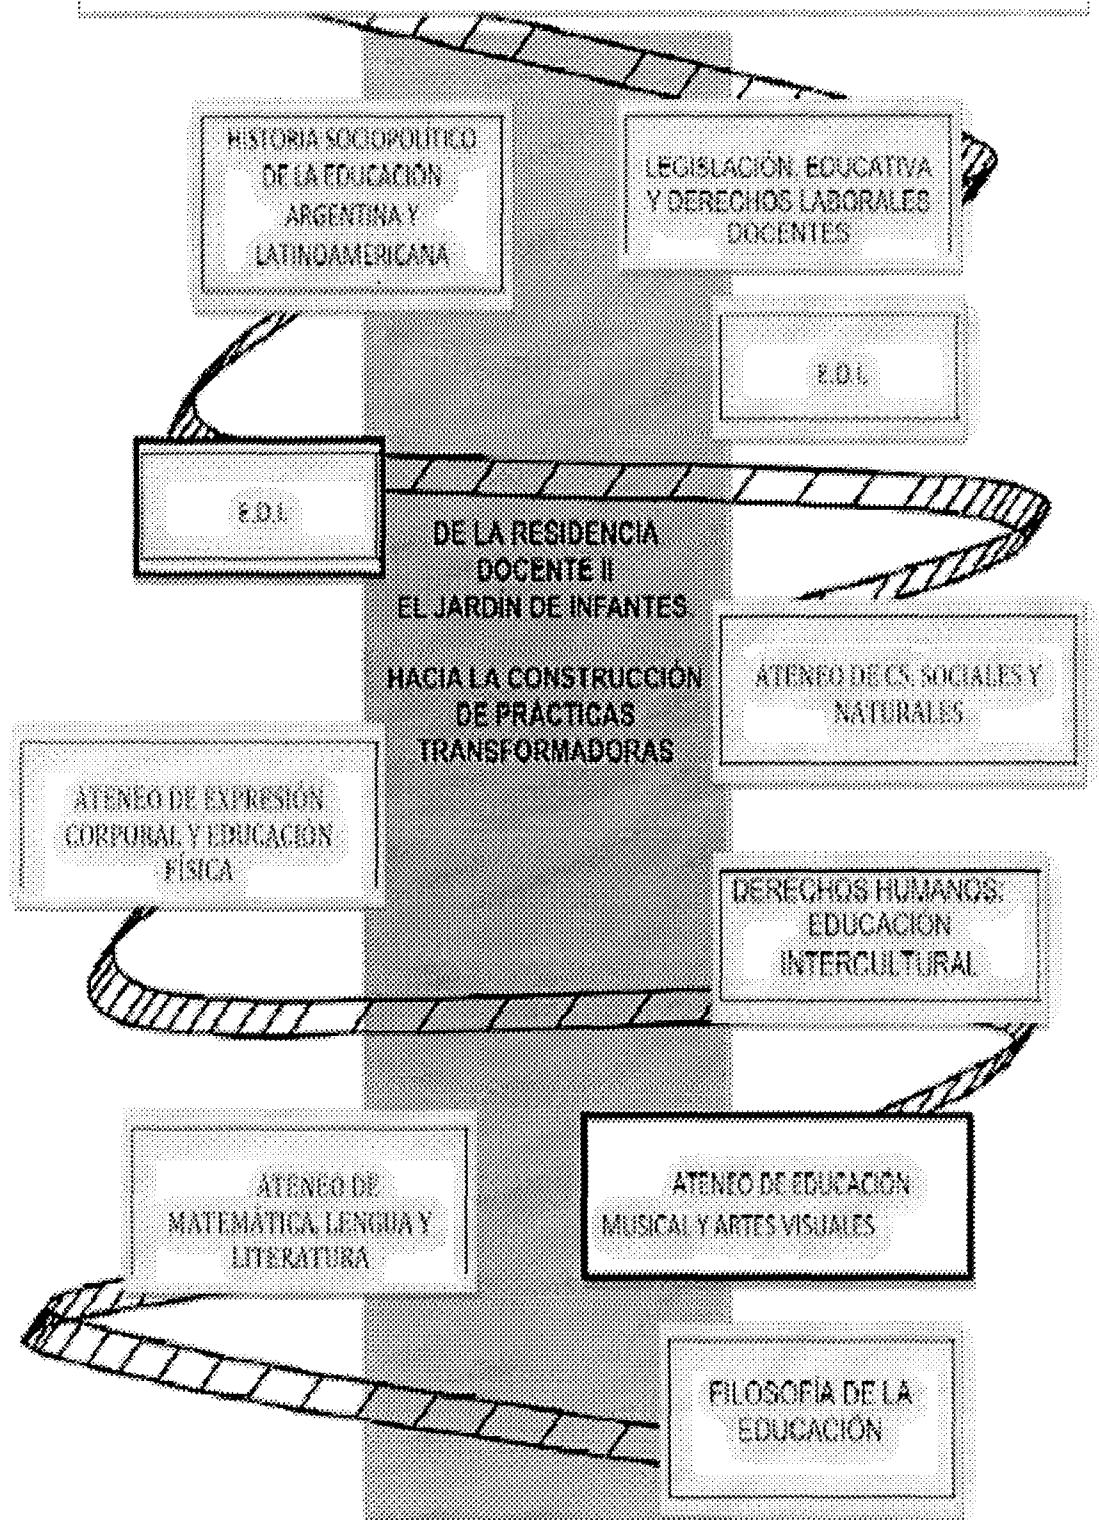 HISTORIA SOCIOPOLÍTICO
DE LA EDUCACIÓN
ARGENTINA Y
LATINOAMERICANA
LEGISLACIÓN EDUCATIVA
Y DERECHOS LABORALES
DOCENTES
E.D.I.
E.D.I.
DE LA RESIDENCIA
DOCENTE II
EL JARDIN DE INFANTES
HACIA LA CONSTRUCCIÓN
DE PRÁCTICAS
TRANSFORMADORAS
ATENEO DE CS. SOCIALES Y
NATURALES
ATENEO DE EXPRESIÓN
CORPORAL Y EDUCACIÓN
FÍSICA
DERECHOS HUMANOS:
EDUCACIÓN
INTERCULTURAL
ATENEO DE
MATEMÁTICA, LENGUA Y
LITERATURA
ATENEO DE EDUCACIÓN
MUSICAL Y ARTES VISUALES
FILOSOFÍA DE LA
EDUCACIÓN